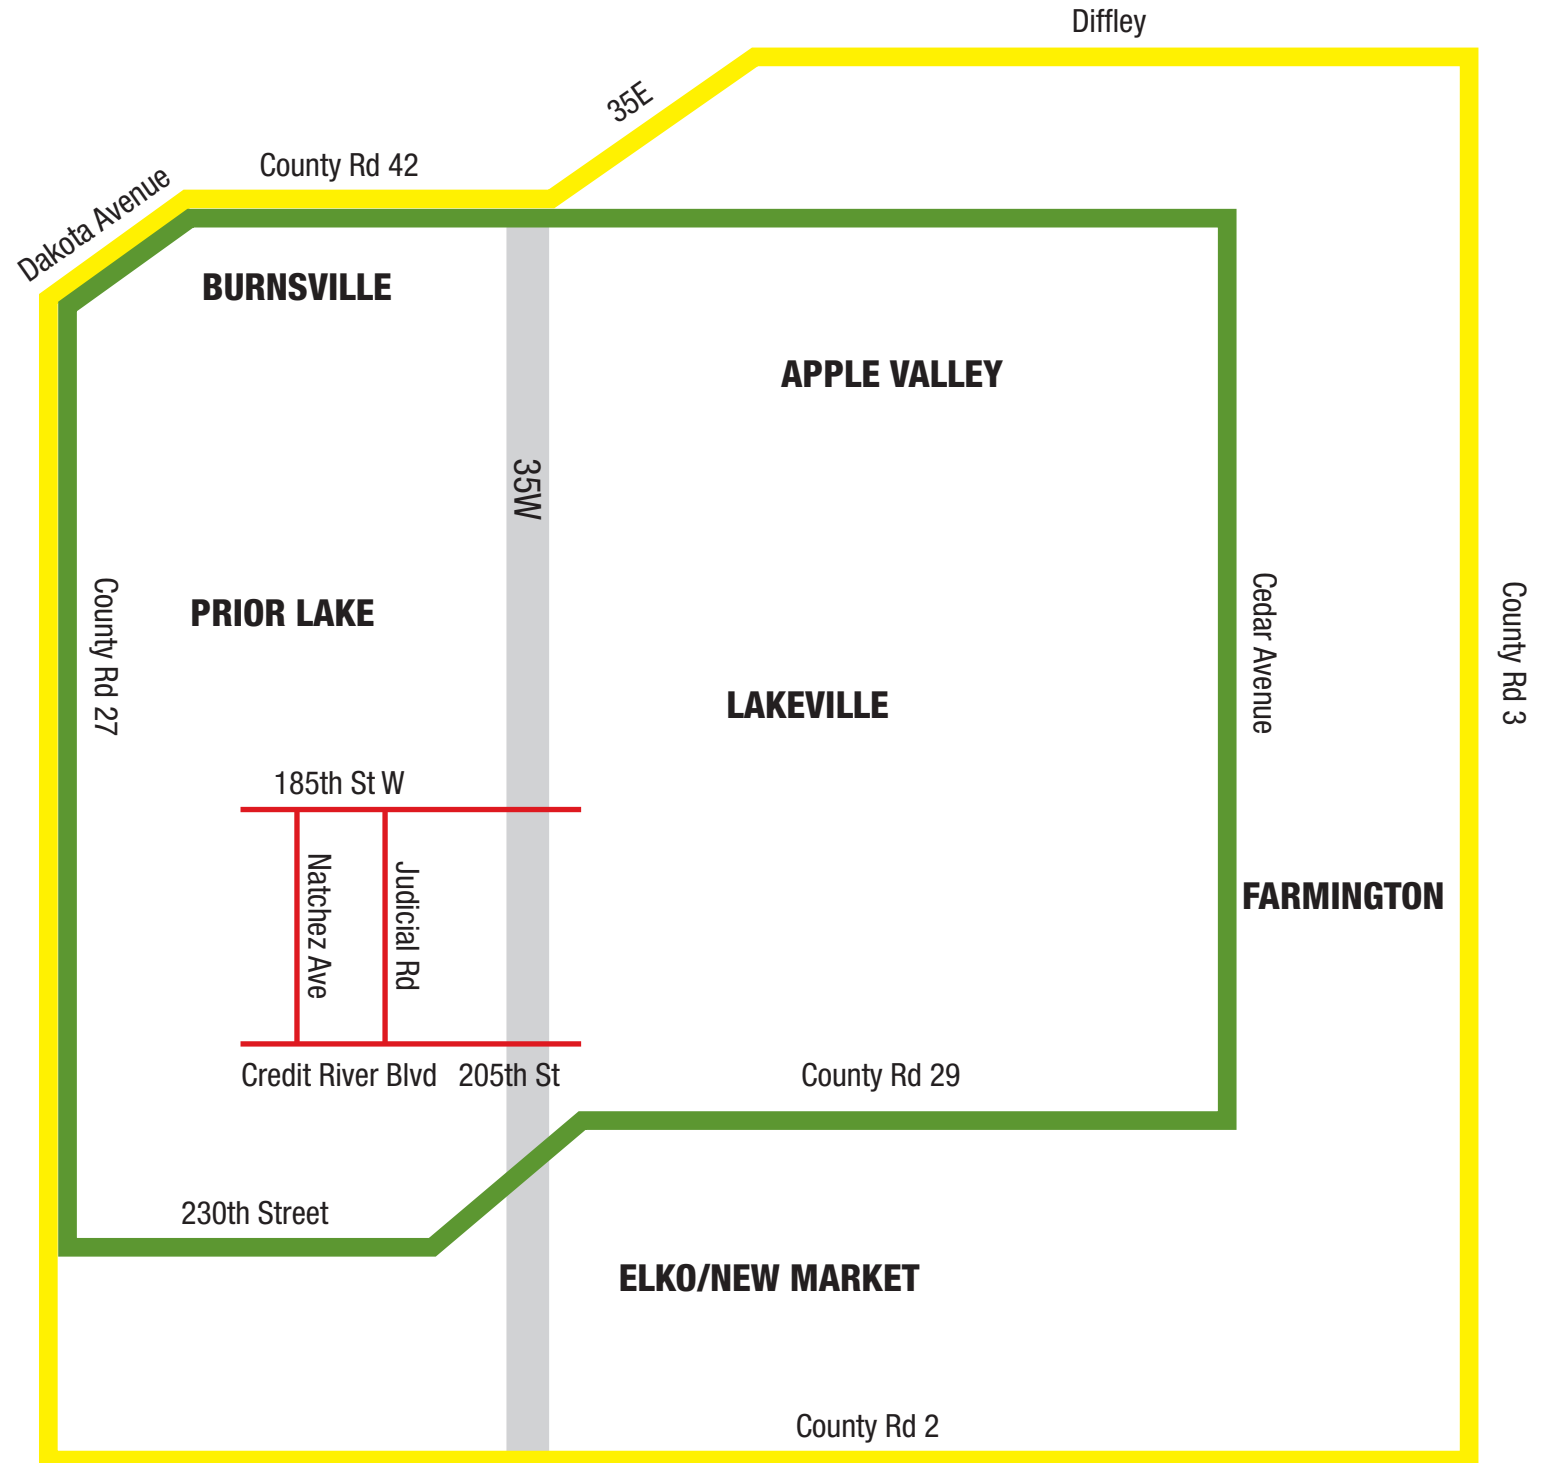 Diffley
35E
County Rd 42
Dakota Avenue
BURNSVILLE
APPLE VALLEY
35W
County Rd 27
PRIOR LAKE
Cedar Avenue
County Rd 3
LAKEVILLE
185th St W
Natchez Ave
Judicial Rd
FARMINGTON
Credit River Blvd 205th St
County Rd 29
230th Street
ELKO/NEW MARKET
County Rd 2